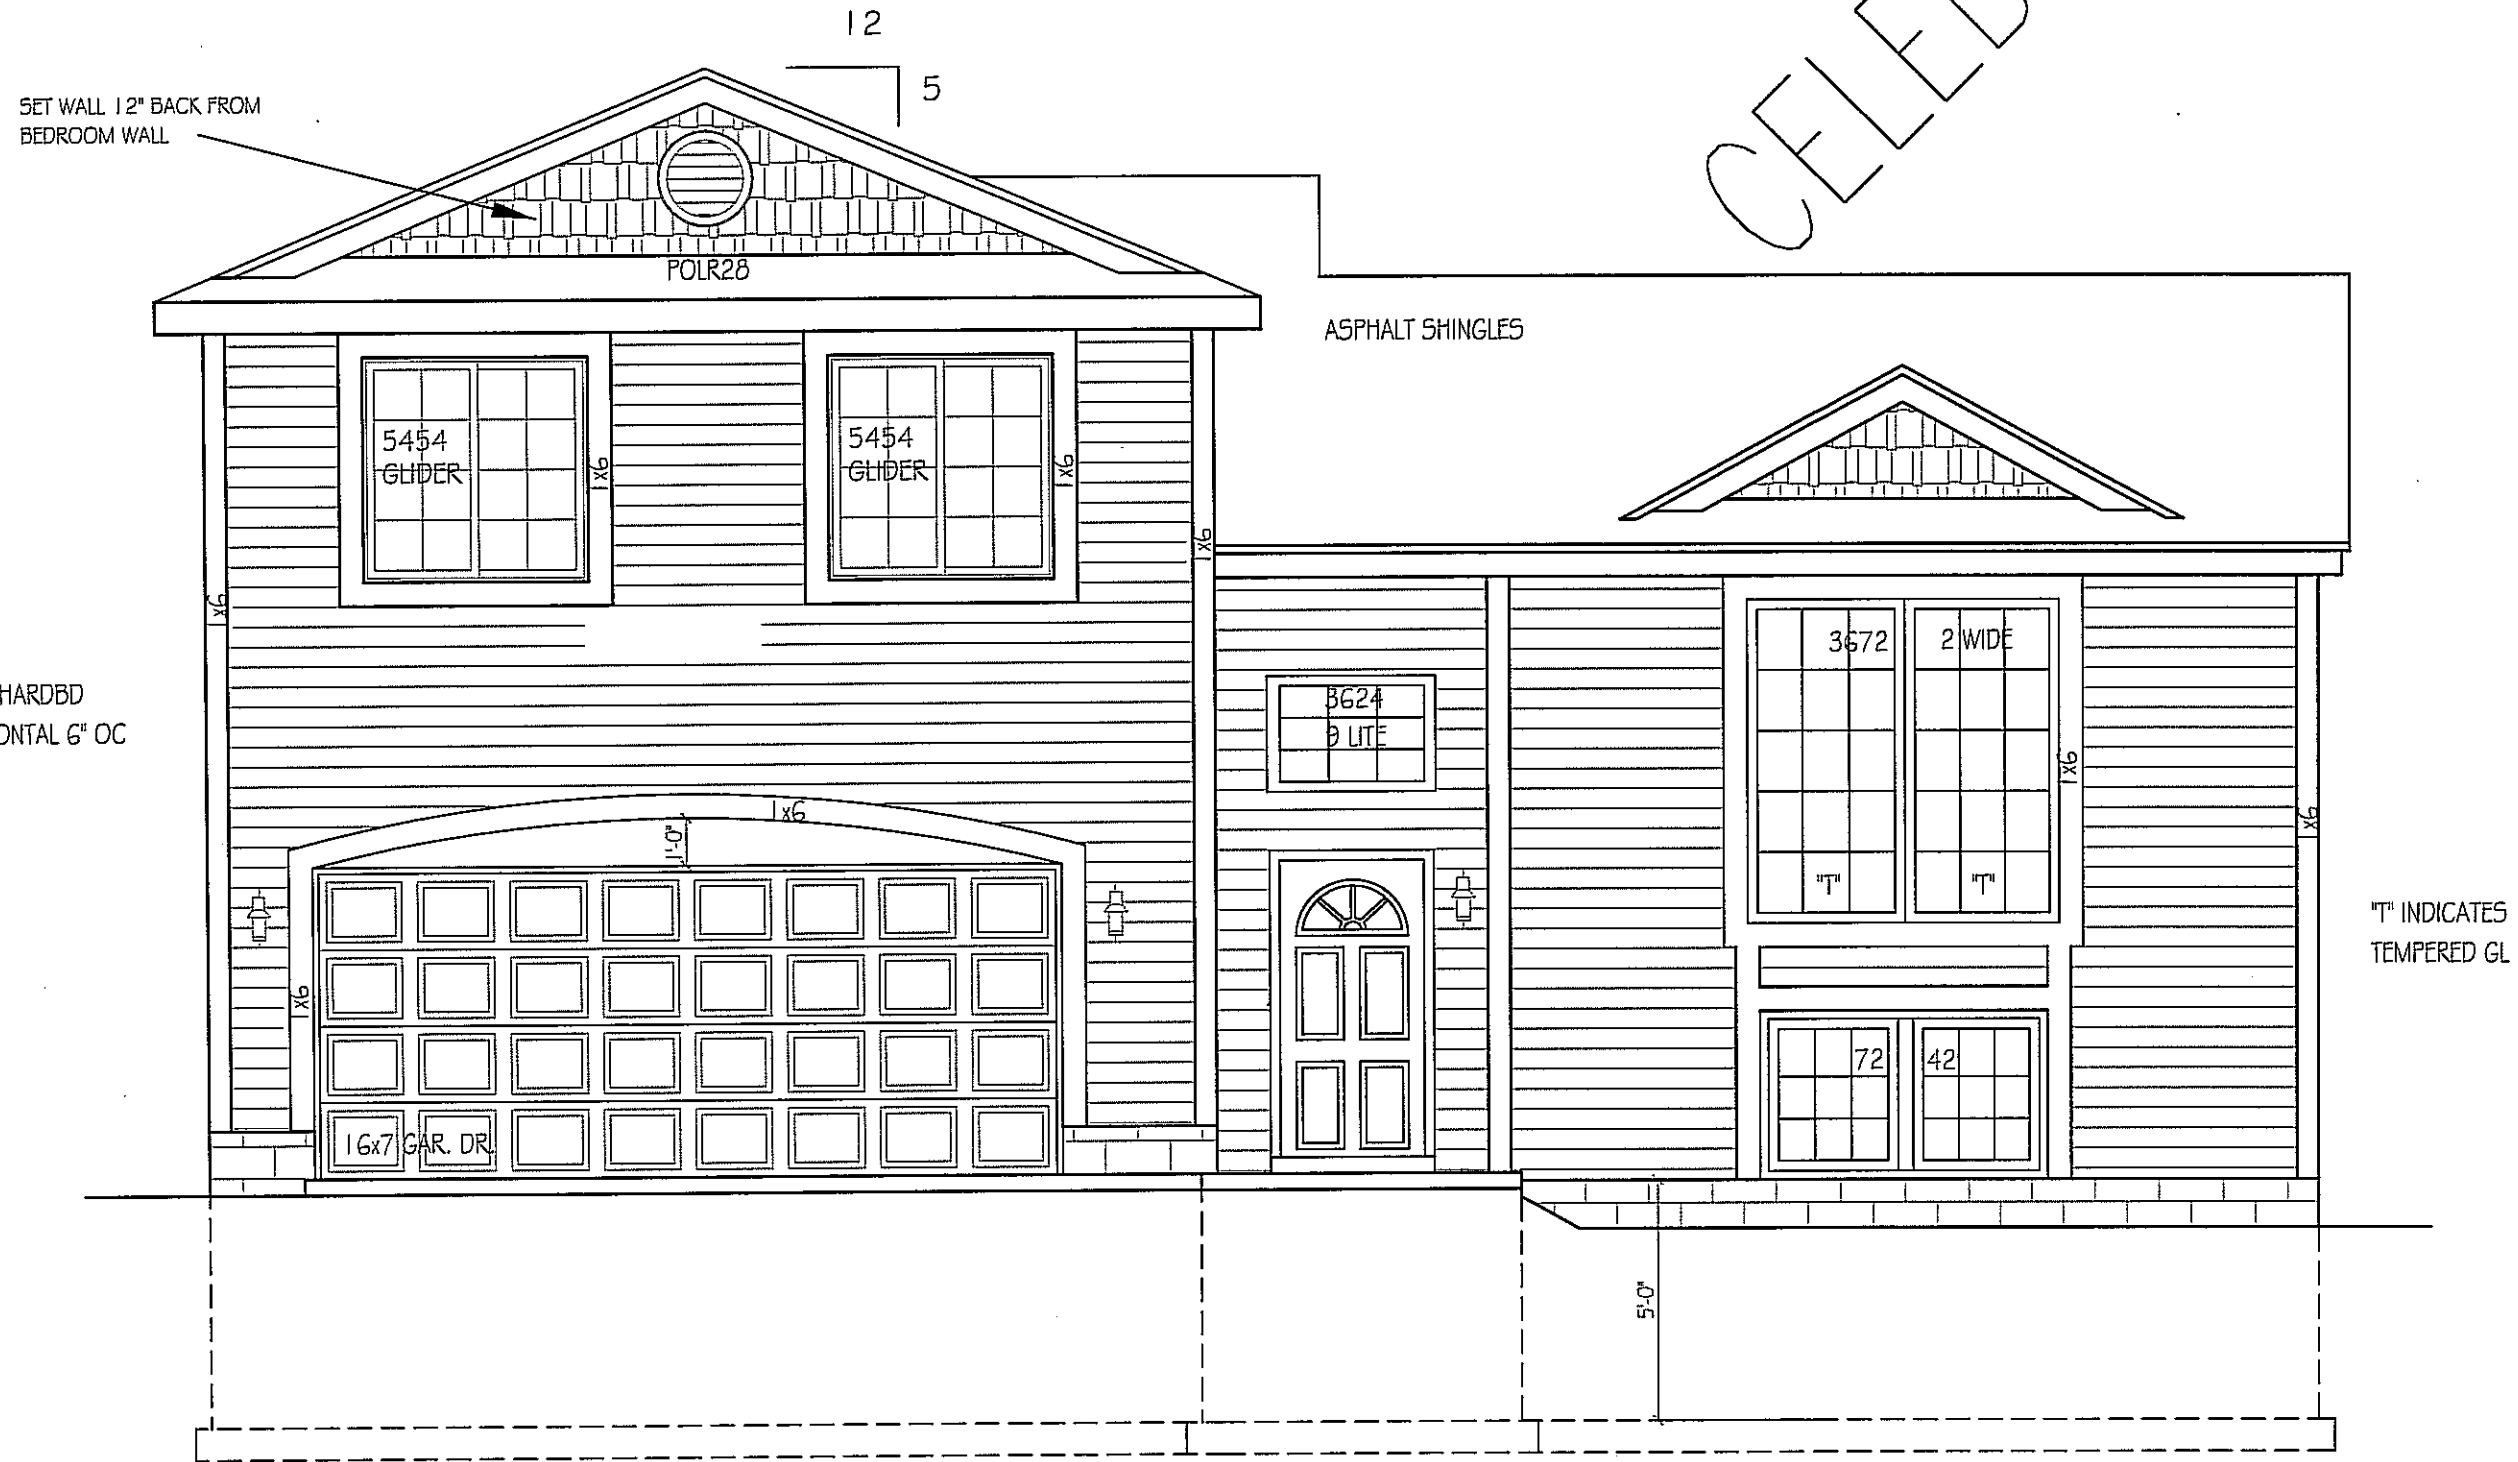 12
5
SET WALL 12" BACK FROM
BEDROOM WALL
POLR28
ASPHALT SHINGLES
5454
GLIDER
1x6
5454
GLIDER
1x6
1x6
1x6
HARDBD
ONTAL 6" OC
3672
2 WIDE
"T"
"T"
1x6
1x6
3624
9 LITE
1x6
1'-0"
1x6
"T" INDICATES
TEMPERED GL
72
42
16x7 GAR. DR.
5'-0"